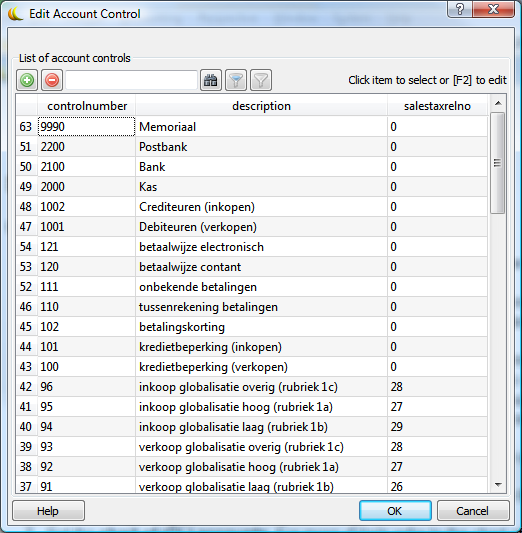 Edit Account Control
List of account controls
Click item to select or [F2] to edit
controlnumber description salestaxrelno
63 9990 Memoriaal 0
51 2200 Postbank 0
50 2100 Bank 0
49 2000 Kas 0
48 1002 Crediteuren (inkopen) 0
47 1001 Debiteuren (verkopen) 0
54 121 betaalwijze electronisch 0
53 120 betaalwijze contant 0
52 111 onbekende betalingen 0
46 110 tussenrekening betalingen 0
45 102 betalingskorting 0
44 101 kredietbeperking (inkopen) 0
43 100 kredietbeperking (verkopen) 0
42 96 inkoop globalisatie overig (rubriek 1c) 28
41 95 inkoop globalisatie hoog (rubriek 1a) 27
40 94 inkoop globalisatie laag (rubriek 1b) 29
39 93 verkoop globalisatie overig (rubriek 1c) 28
38 92 verkoop globalisatie hoog (rubriek 1a) 27
37 91 verkoop globalisatie laag (rubriek 1b) 26
Help OK Cancel